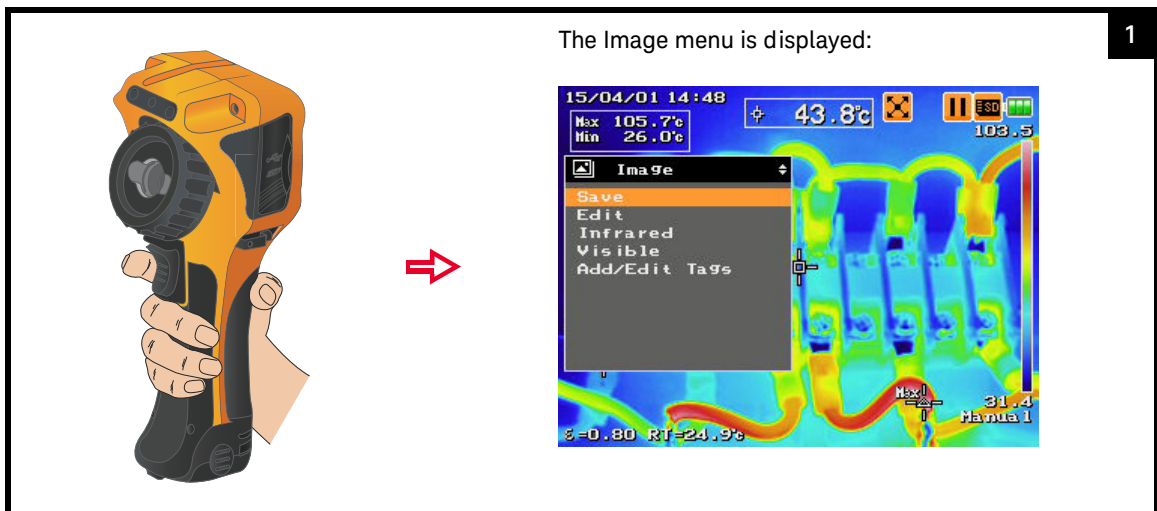 The Image menu is displayed:
1
15/04/01 14:48
43.8°c
SD
Max 105.7°c
Min 26.0°c
103.5
Image
Save
Edit
Infrared
Visible
Add/Edit Tags
Max
31.4
Manual
ε=0.80 RT=24.9°c